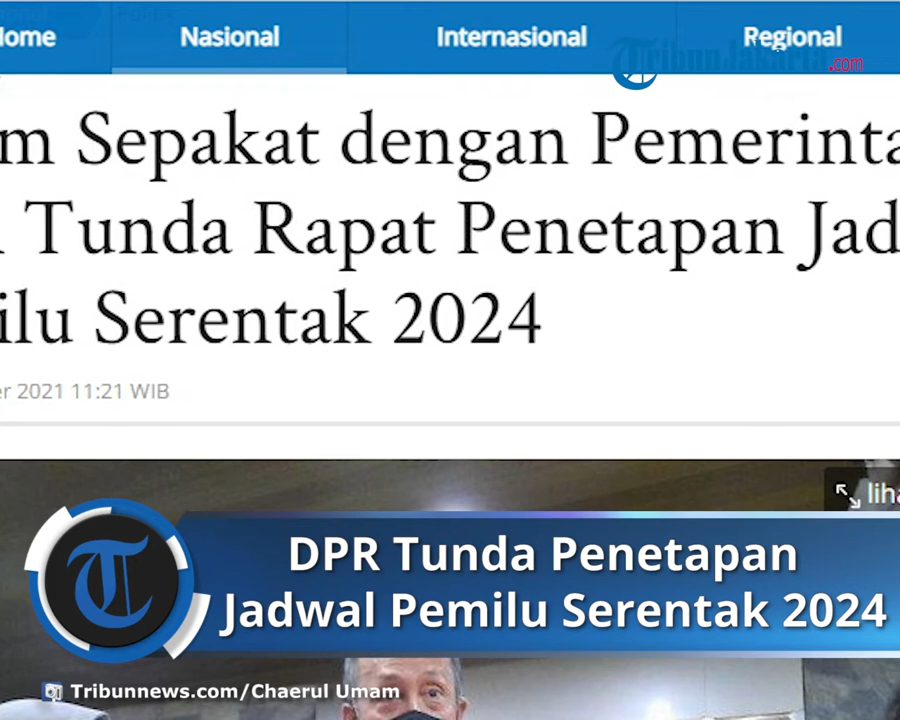 Home Nasional Internasional Regional
TribunJakarta.com
m Sepakat dengan Pemerinta
Tunda Rapat Penetapan Jad
ilu Serentak 2024
er 2021 11:21 WIB
liha
DPR Tunda Penetapan
Jadwal Pemilu Serentak 2024
Tribunnews.com/Chaerul Umam